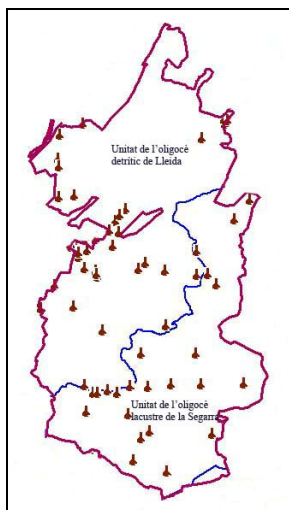 Unitat de l'oligocè
detrític de Lleida
Unitat de l'oligocè
lacustre de la Segarra